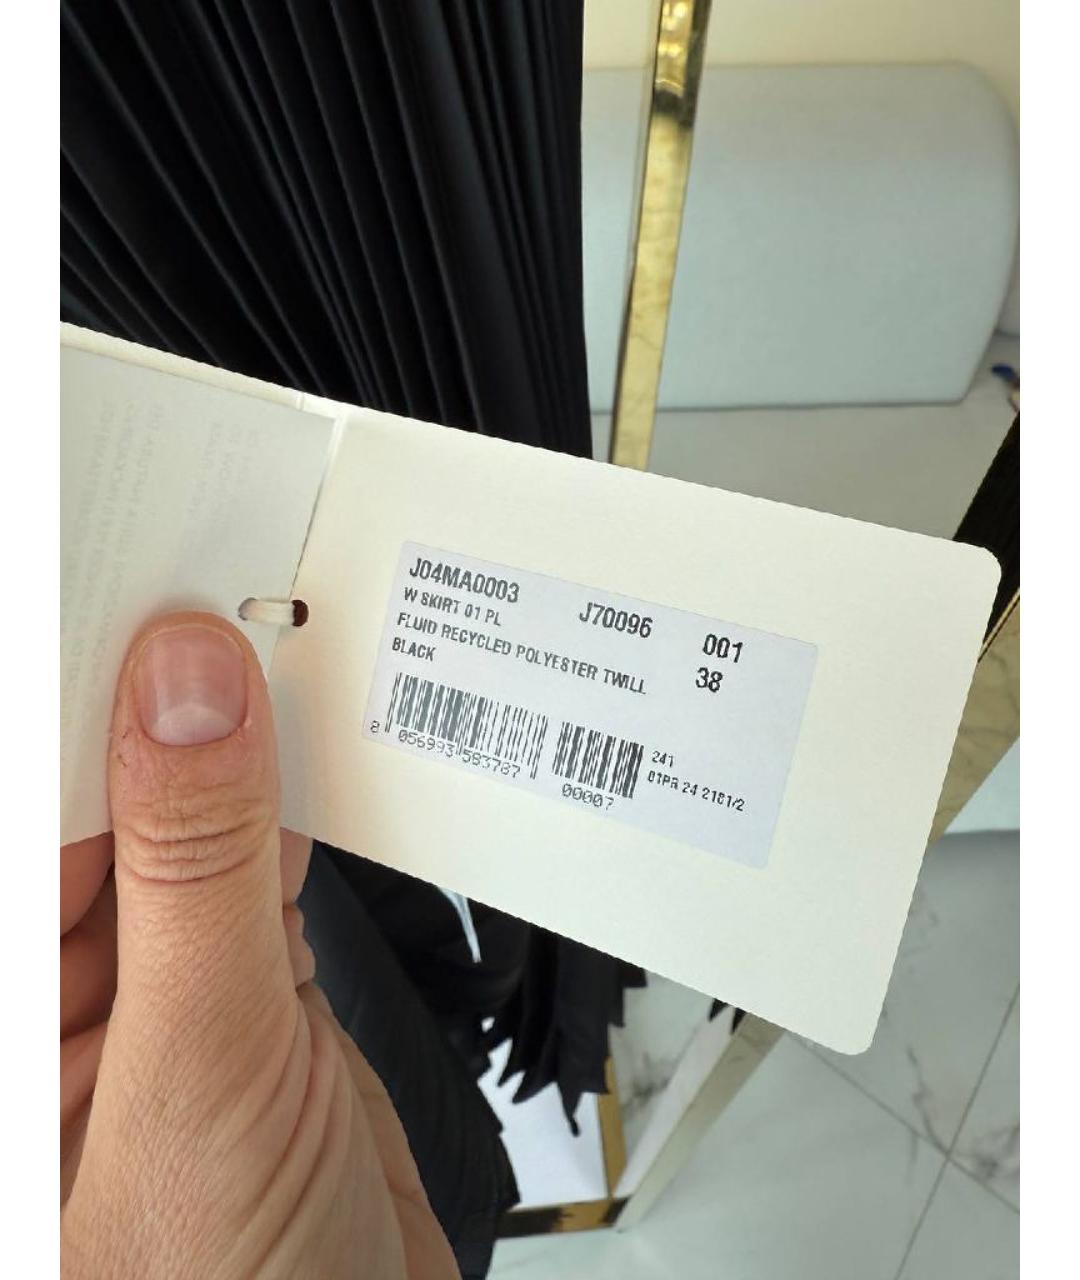 J04MA0003 J70096 001
W SKIRT 01 PL 38
FLUID RECYCLED POLYESTER TWILL
BLACK
8 056993 583787
00007
241
01PR 24 2181/2